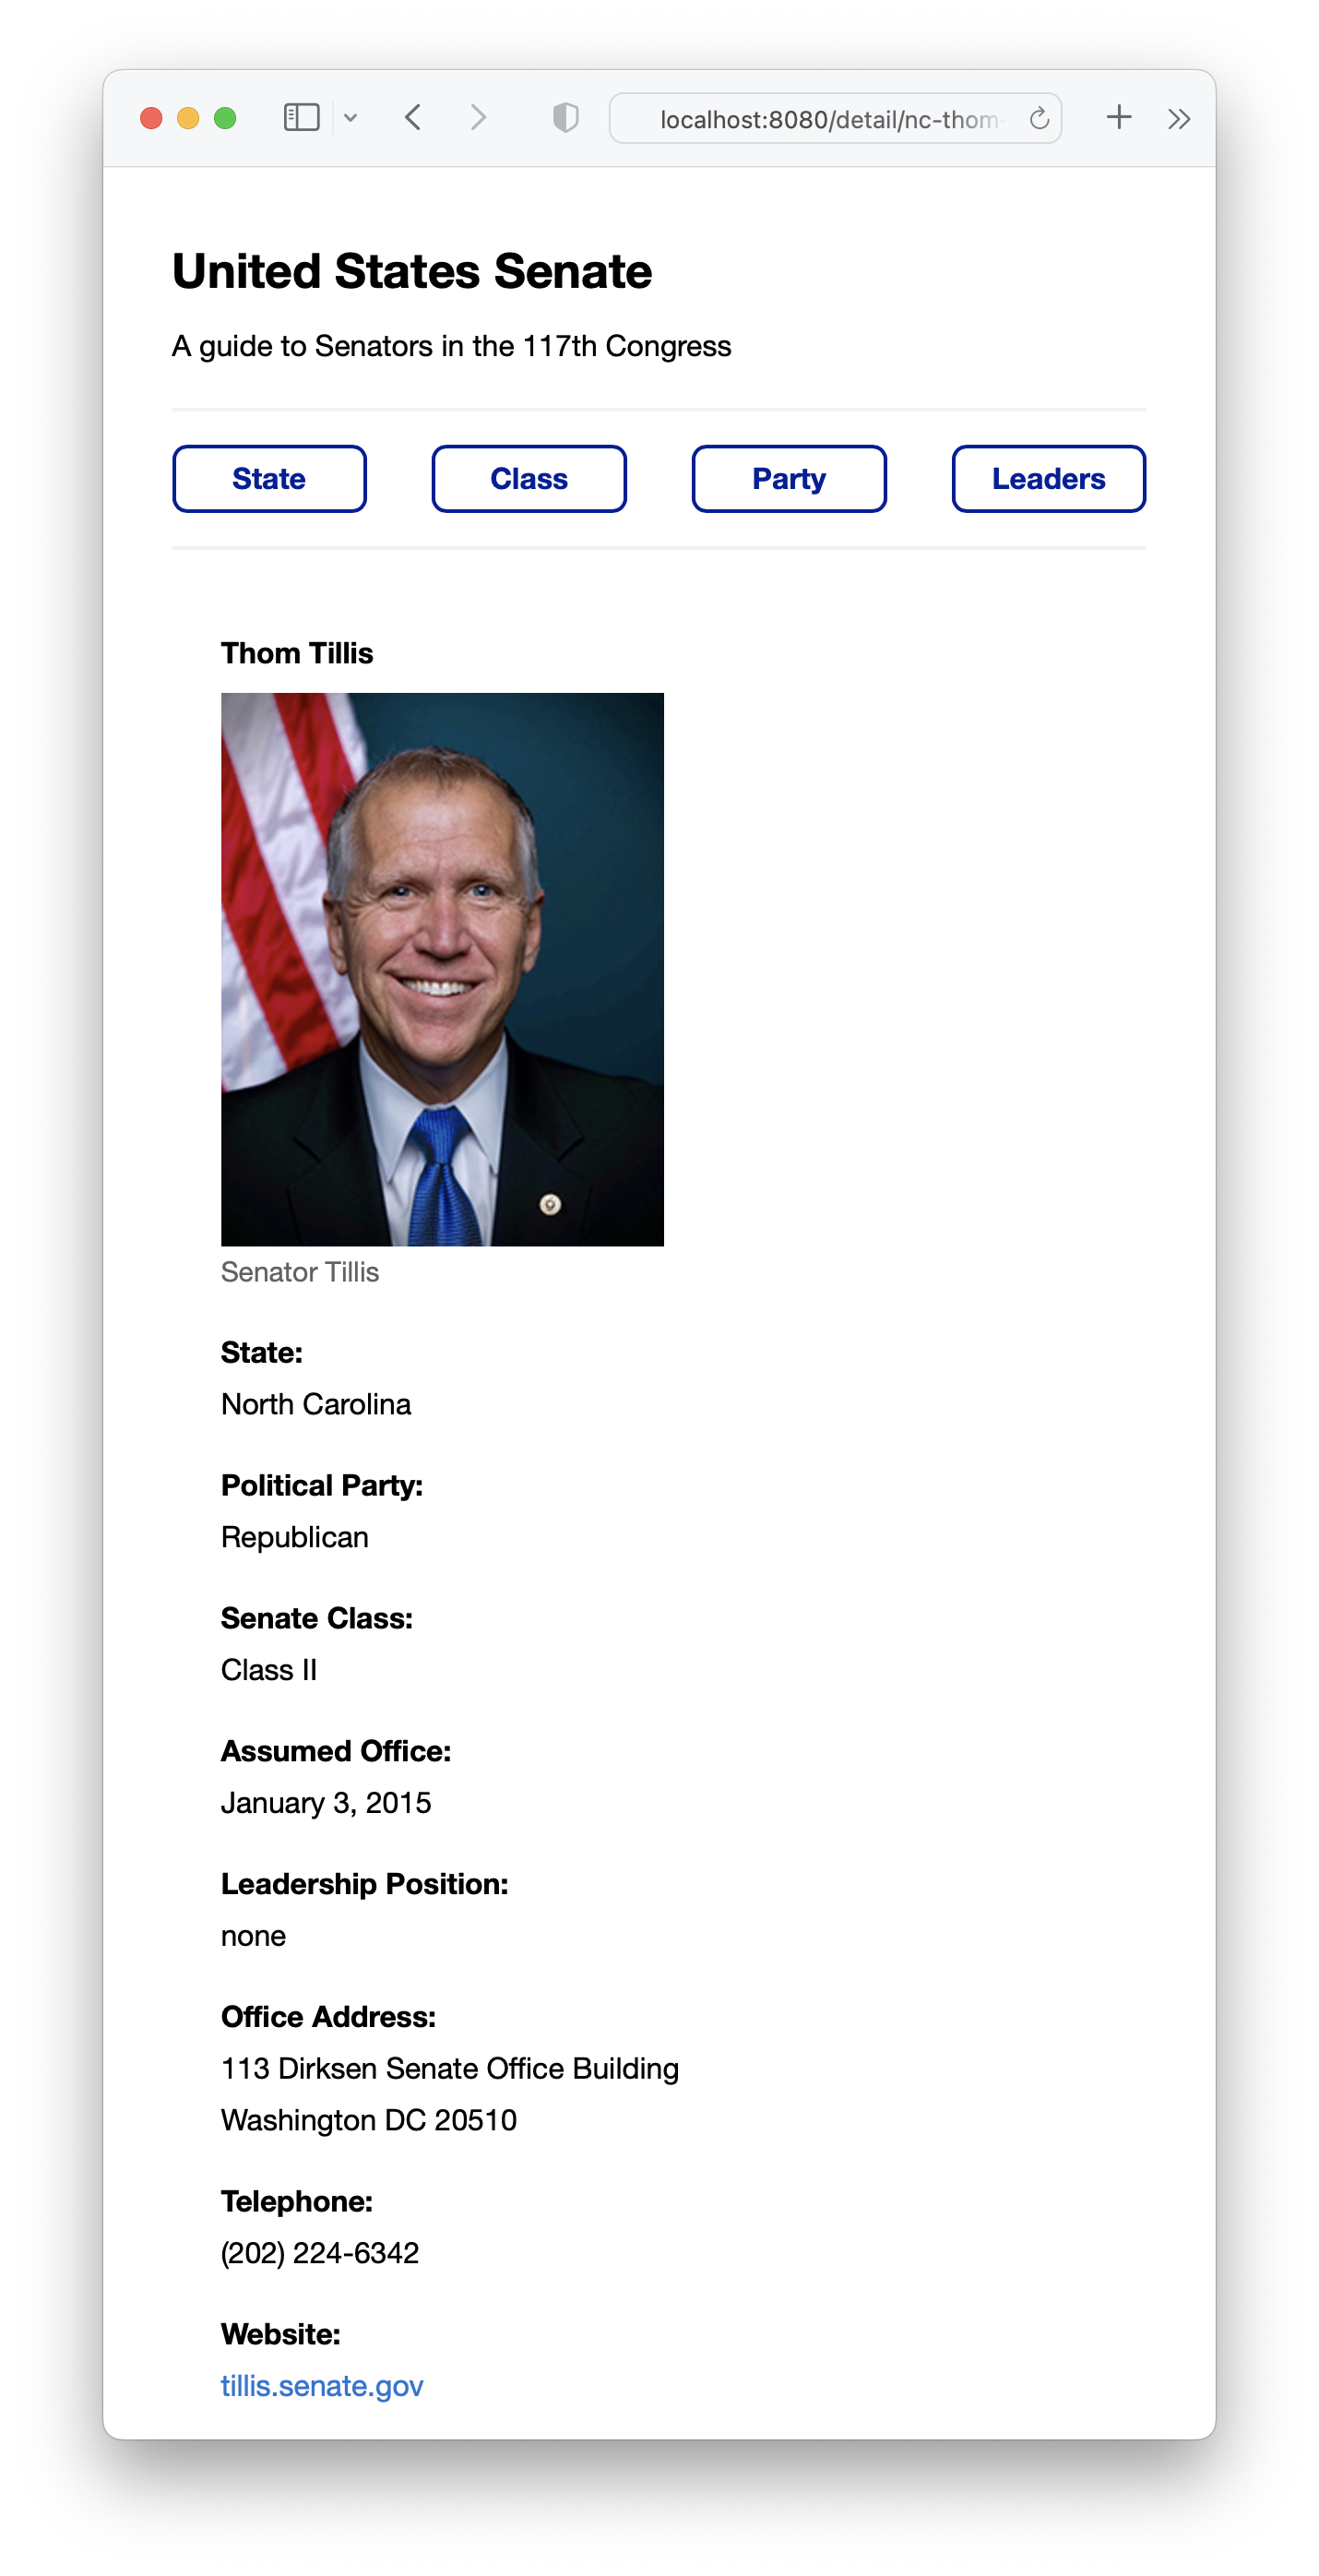 localhost:8080/detail/nc-thom-
United States Senate
A guide to Senators in the 117th Congress
State
Class
Party
Leaders
Thom Tillis
Senator Tillis
State:
North Carolina
Political Party:
Republican
Senate Class:
Class II
Assumed Office:
January 3, 2015
Leadership Position:
none
Office Address:
113 Dirksen Senate Office Building
Washington DC 20510
Telephone:
(202) 224-6342
Website:
tillis.senate.gov